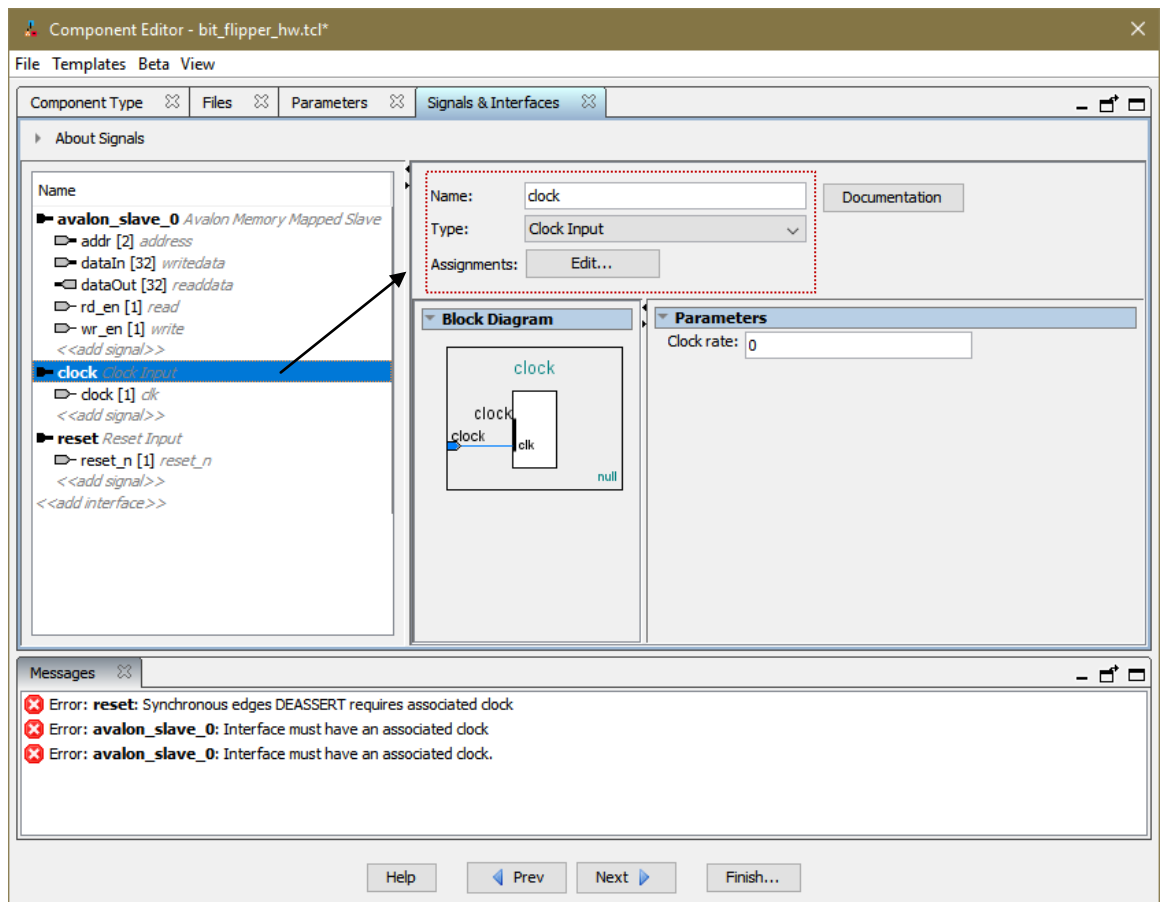 Component Editor - bit_flipper_hw.tcl*
File Templates Beta View
Component Type Files Parameters Signals & Interfaces
About Signals
Name
avalon_slave_0 Avalon Memory Mapped Slave
addr [2] address
dataIn [32] writedata
dataOut [32] readdata
rd_en [1] read
wr_en [1] write
<<add signal>>
clock Clock Input
clock [1] clk
<<add signal>>
reset Reset Input
reset_n [1] reset_n
<<add signal>>
<<add interface>>
Name: clock Documentation
Type: Clock Input
Assignments: Edit...
Block Diagram
clock
clock
clock
clk
null
Parameters
Clock rate: 0
Messages
Error: reset: Synchronous edges DEASSERT requires associated clock
Error: avalon_slave_0: Interface must have an associated clock
Error: avalon_slave_0: Interface must have an associated clock.
Help Prev Next Finish...